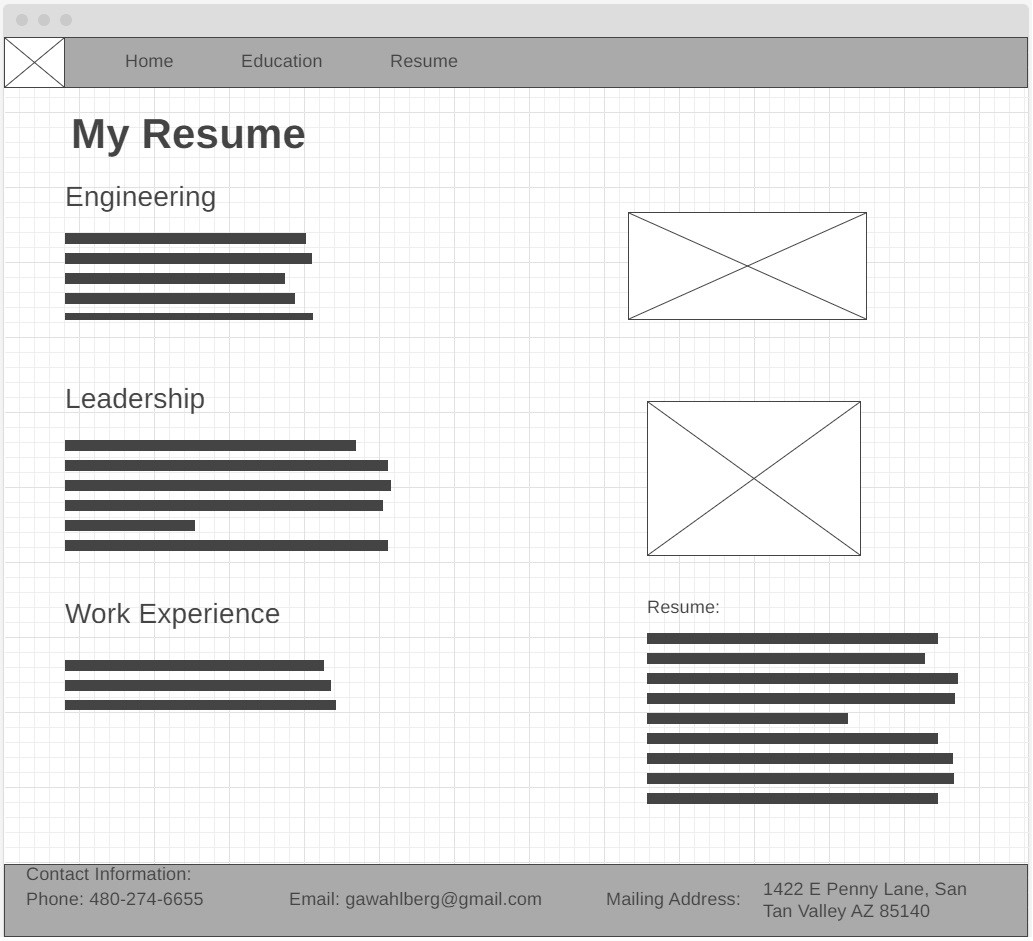 Home Education Resume
My Resume
Engineering
Leadership
Work Experience
Resume:
Contact Information:
Phone: 480-274-6655
Email: gawahlberg@gmail.com
Mailing Address:
1422 E Penny Lane, San
Tan Valley AZ 85140